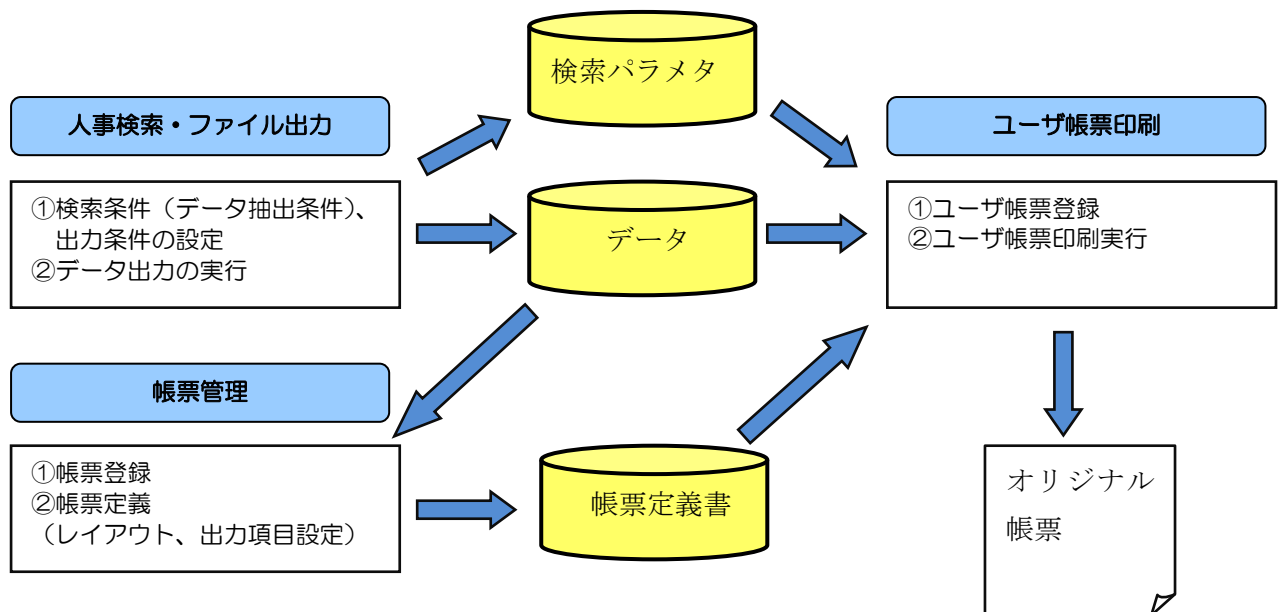 検索パラメタ
人事検索・ファイル出力
①検索条件（データ抽出条件）、
出力条件の設定
②データ出力の実行
データ
ユーザ帳票印刷
①ユーザ帳票登録
②ユーザ帳票印刷実行
帳票管理
①帳票登録
②帳票定義
（レイアウト、出力項目設定）
帳票定義書
オリジナル
帳票